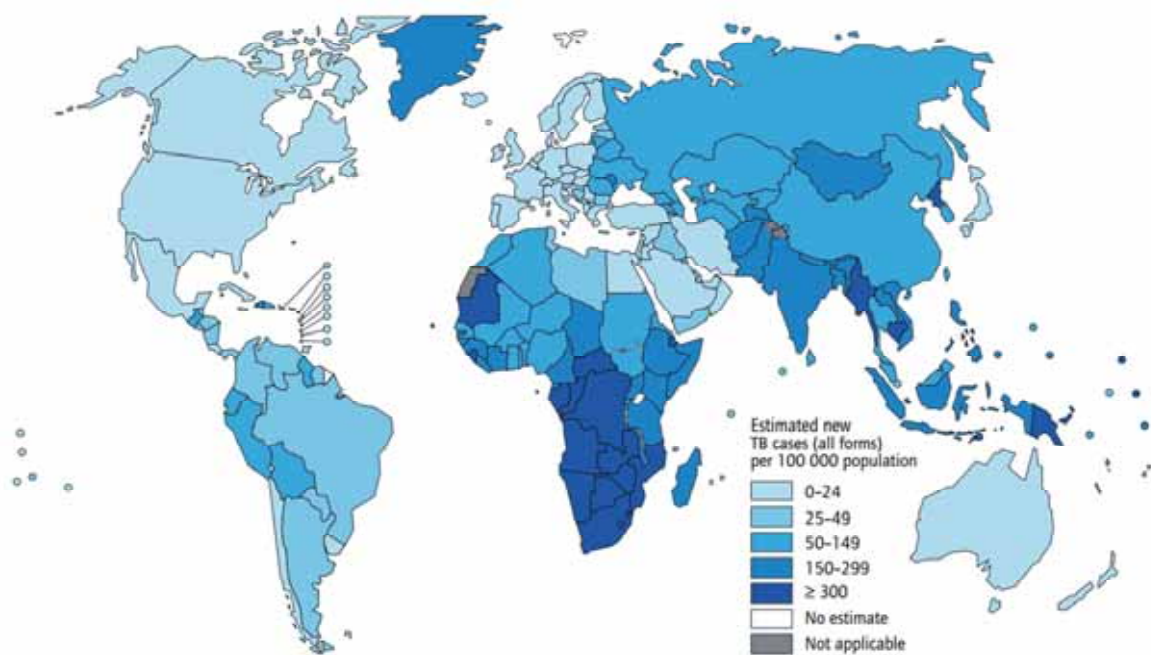 Estimated new
TB cases (all forms)
per 100 000 population
0–24
25–49
50–149
150–299
≥ 300
No estimate
Not applicable